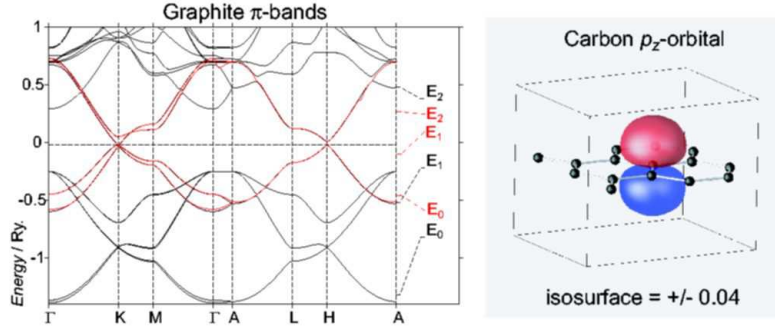 Graphite π-bands
1
0.5
0
-0.5
-1
Energy / Ry.
Γ K M Γ A L H A
E2
E2
E1
E1
E0
E0
Carbon pz-orbital
isosurface = +/- 0.04